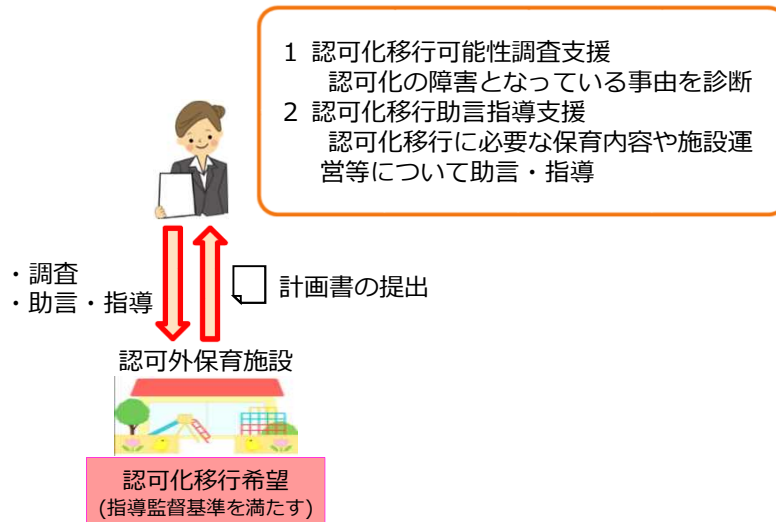 1 認可化移行可能性調査支援
認可化の障害となっている事由を診断
2 認可化移行助言指導支援
認可化移行に必要な保育内容や施設運
営等について助言・指導
・調査
・助言・指導
計画書の提出
認可外保育施設
認可化移行希望
(指導監督基準を満たす)